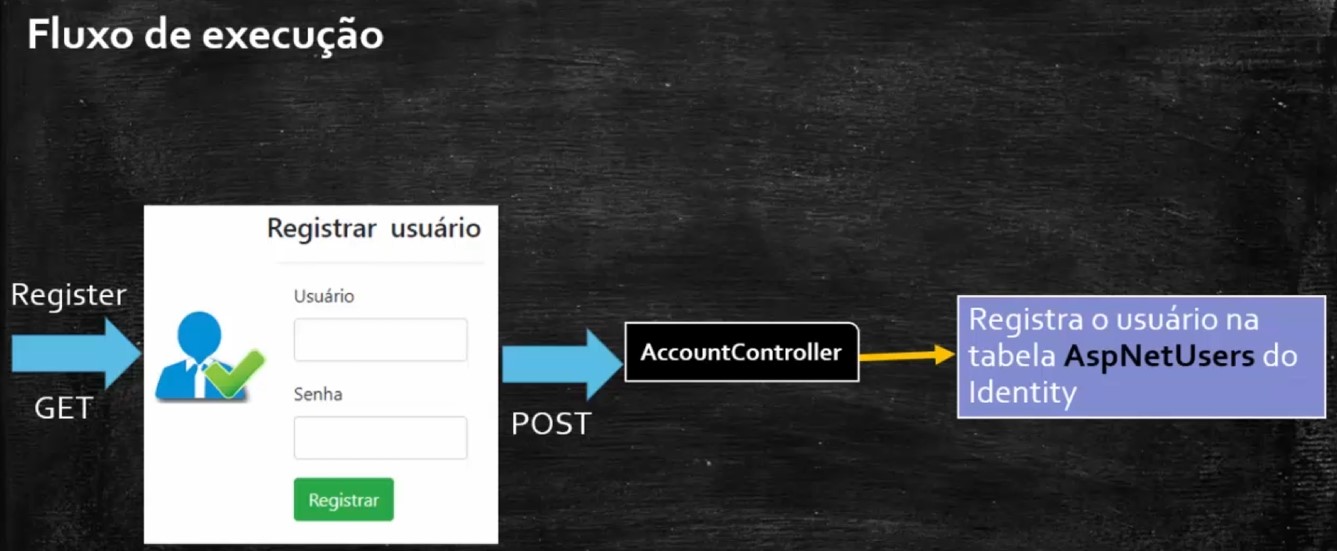 Fluxo de execução
Register
GET
Registrar usuário
Usuário
Senha
Registrar
POST
AccountController
Registra o usuário na
tabela AspNetUsers do
Identity